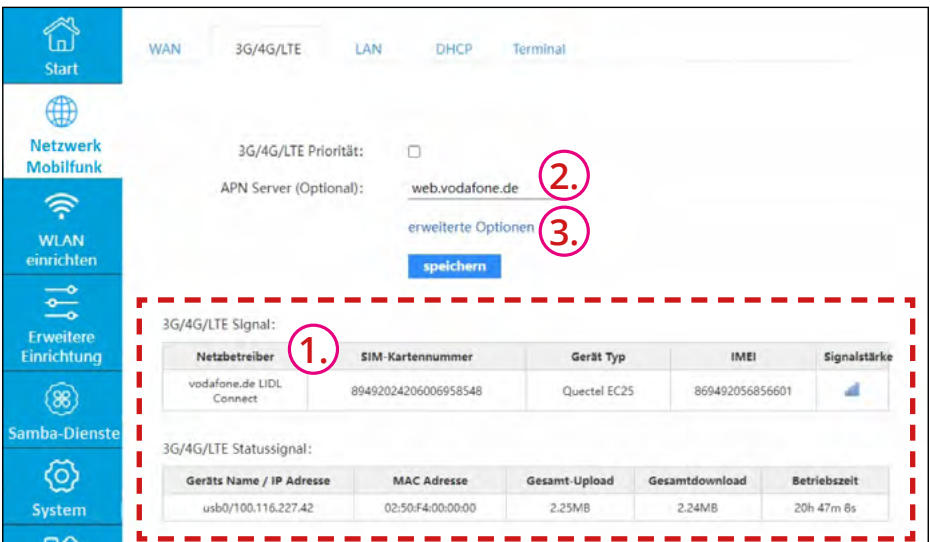 Start
Netzwerk
Mobilfunk
WLAN
einrichten
Erweitere
Einrichtung
Samba-Dienste
System
WAN 3G/4G/LTE LAN DHCP Terminal
3G/4G/LTE Priorität:
APN Server (Optional): web.vodafone.de 2.
erweiterte Optionen 3.
speichern
3G/4G/LTE Signal:
1.
Netzbetreiber SIM-Kartennummer Gerät Typ IMEI Signalstärke
vodafone.de LIDL
Connect
89492024206006958548 Quectel EC25 869492056856601
3G/4G/LTE Statussignal:
Geräts Name / IP Adresse MAC Adresse Gesamt-Upload Gesamtdownload Betriebszeit
usb0/100.116.227.42 02:50:F4:00:00:00 2.25MB 2.24MB 20h 47m 8s